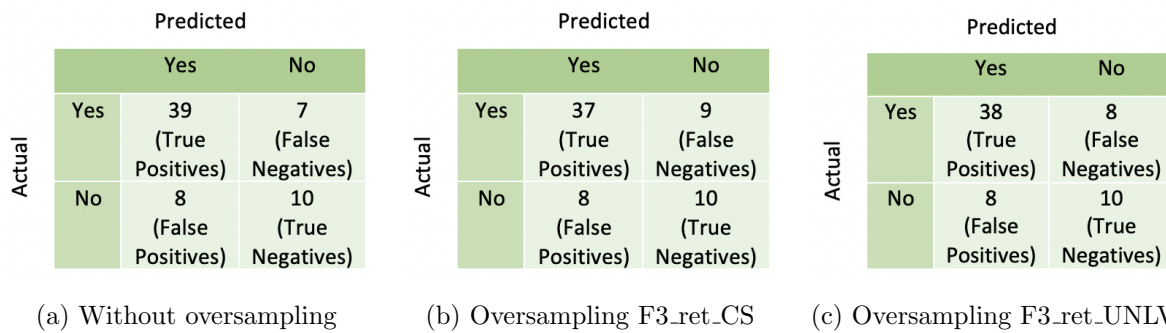 Predicted
Yes No
Actual
Yes
39
(True
Positives)
7
(False
Negatives)
No
8
(False
Positives)
10
(True
Negatives)
(a) Without oversampling
Predicted
Yes No
Actual
Yes
37
(True
Positives)
9
(False
Negatives)
No
8
(False
Positives)
10
(True
Negatives)
(b) Oversampling F3_ret_CS
Predicted
Yes No
Actual
Yes
38
(True
Positives)
8
(False
Negatives)
No
8
(False
Positives)
10
(True
Negatives)
(c) Oversampling F3_ret_UNLV